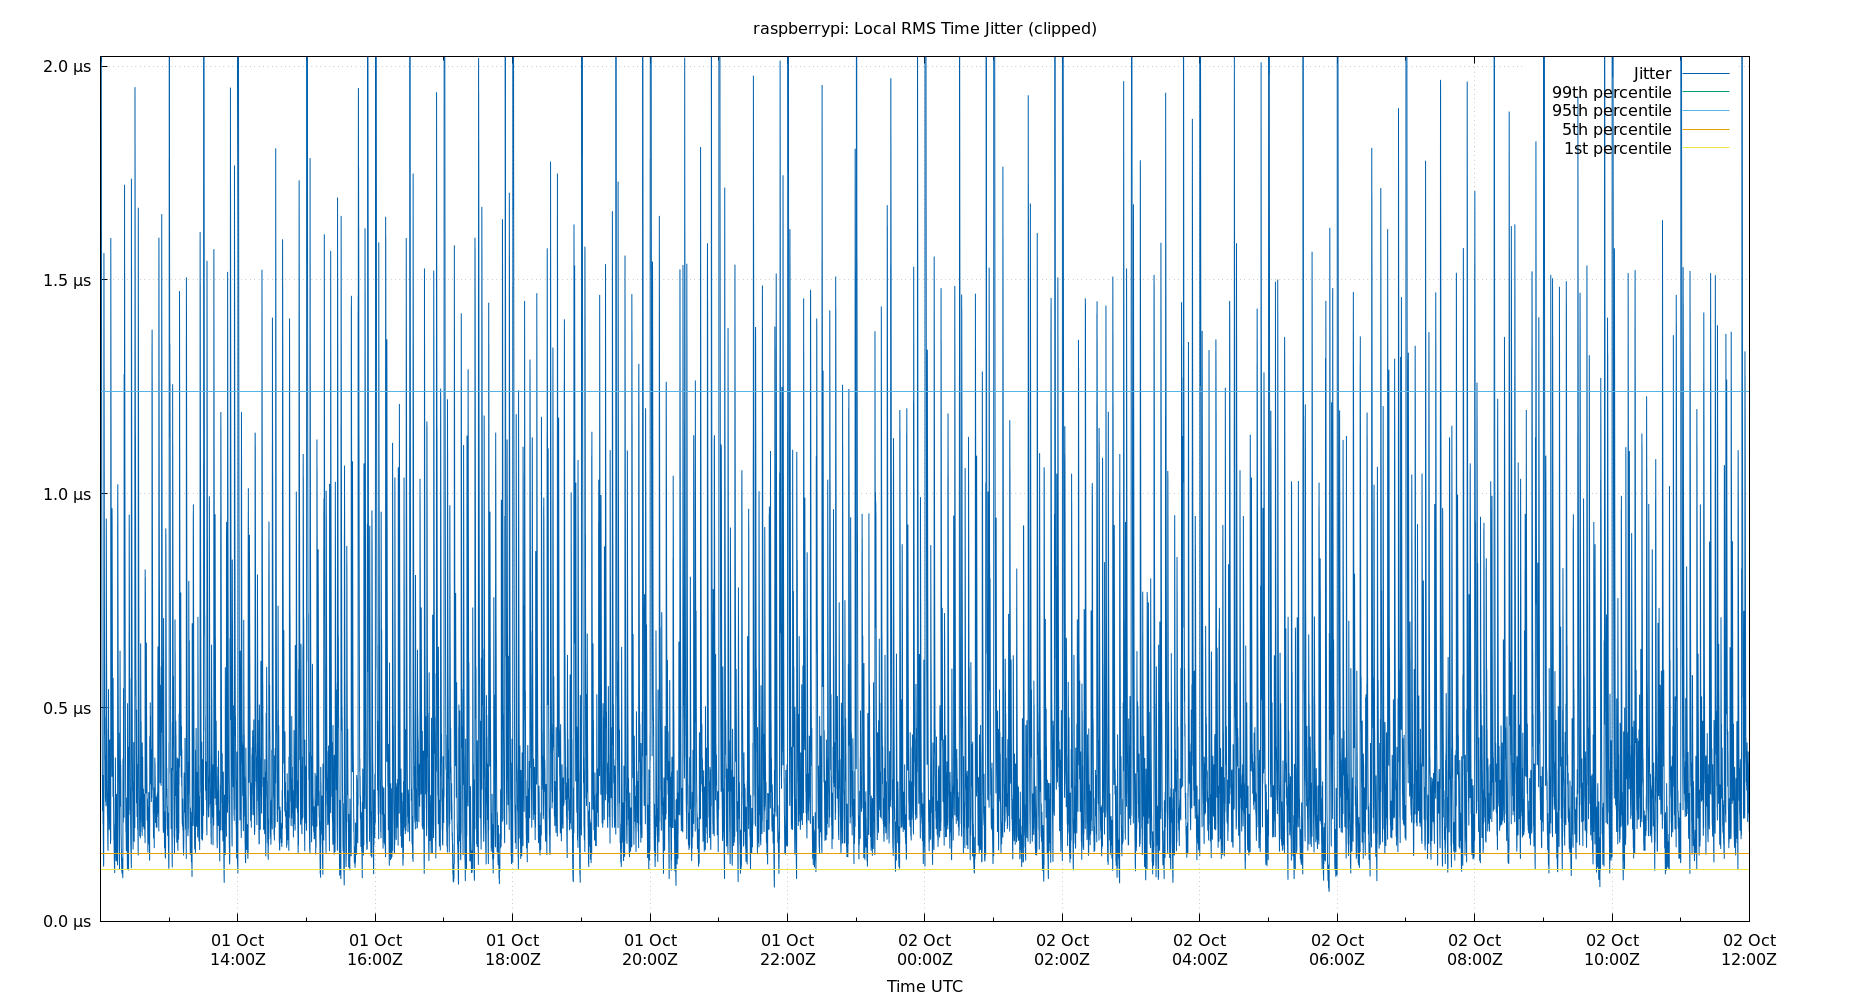 raspberrypi: Local RMS Time Jitter (clipped)
2.0 µs
1.5 µs
1.0 µs
0.5 µs
0.0 µs
Jitter
99th percentile
95th percentile
5th percentile
1st percentile
01 Oct 01 Oct 01 Oct 01 Oct 01 Oct 02 Oct 02 Oct 02 Oct 02 Oct 02 Oct 02 Oct 02 Oct
14:00Z 16:00Z 18:00Z 20:00Z 22:00Z 00:00Z 02:00Z 04:00Z 06:00Z 08:00Z 10:00Z 12:00Z
Time UTC